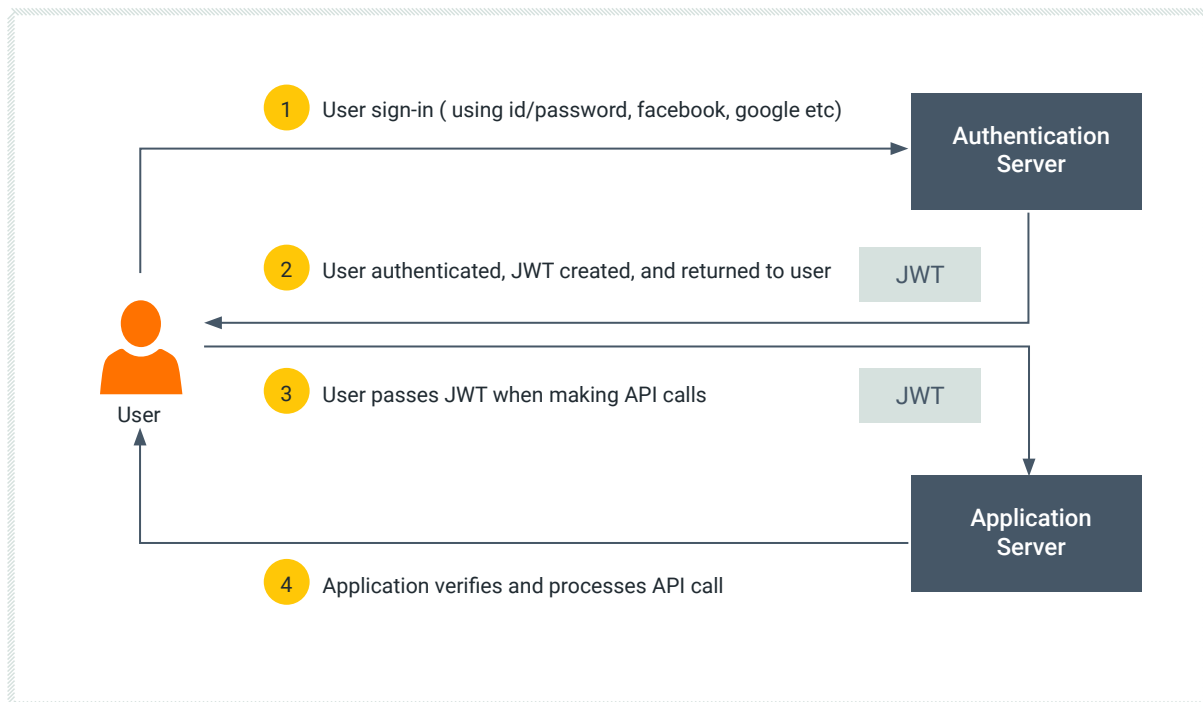 1 User sign-in ( using id/password, facebook, google etc)
Authentication
Server
2 User authenticated, JWT created, and returned to user
JWT
3 User passes JWT when making API calls
JWT
User
Application
Server
4 Application verifies and processes API call